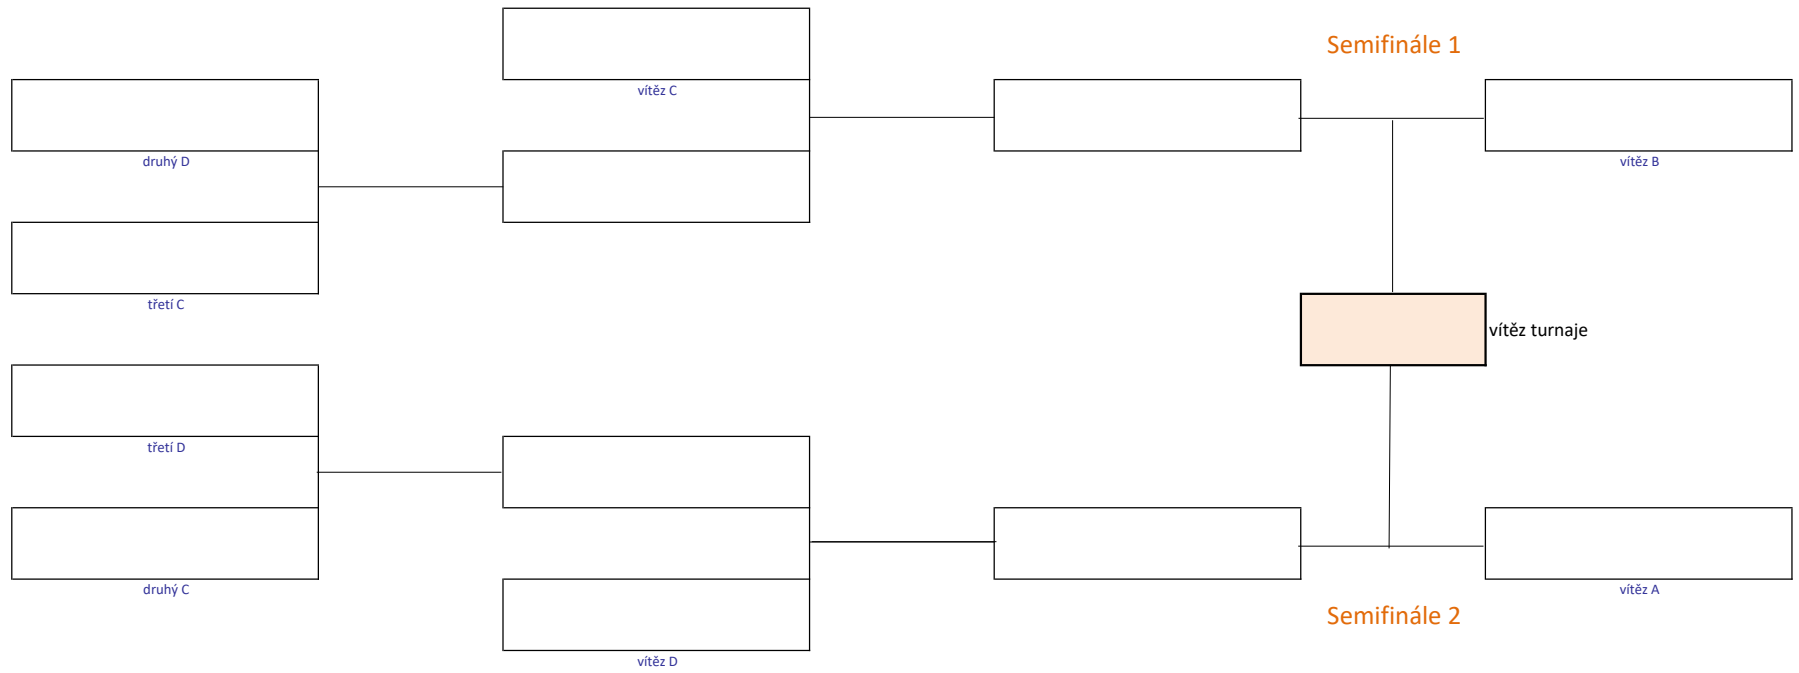 Semifinále 1
vítěz C
druhý D
vítěz B
třetí C
vítěz turnaje
třetí D
druhý C
vítěz A
Semifinále 2
vítěz D